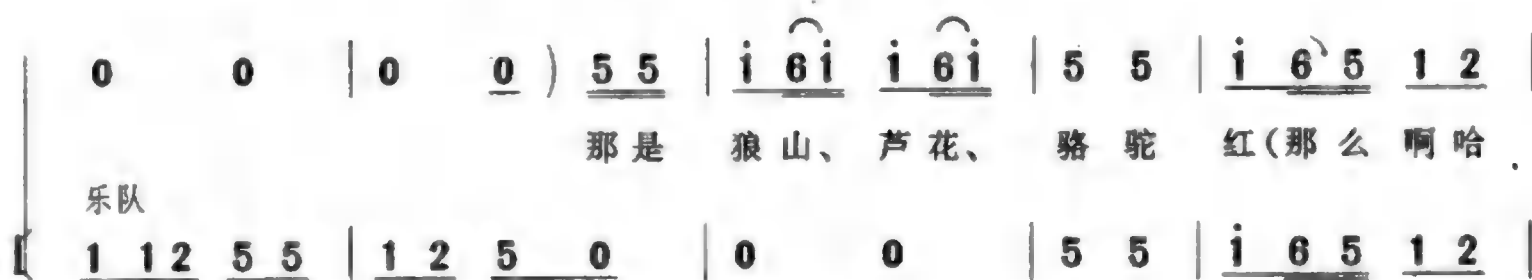 0 0 | 0 0 ) 5 5 | i 6 i i 6 i | 5 5 | i 6 5 1 2 |
那是 狼山、芦花、骆驼 红(那么 啊哈
乐队
1 1 2 5 5 | 1 2 5 0 | 0 0 | 5 5 | i 6 5 1 2 |